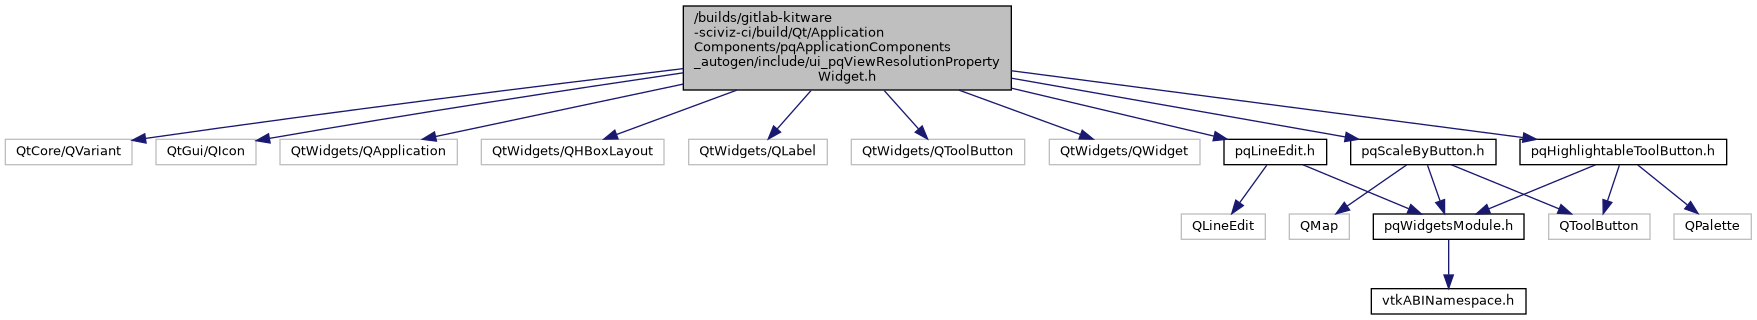 /builds/gitlab-kitware
-sciviz-ci/build/Qt/Application
Components/pqApplicationComponents
_autogen/include/ui_pqViewResolutionProperty
Widget.h
QtCore/QVariant
QtGui/QIcon
QtWidgets/QApplication
QtWidgets/QHBoxLayout
QtWidgets/QLabel
QtWidgets/QToolButton
QtWidgets/QWidget
pqLineEdit.h
pqScaleByButton.h
pqHighlightableToolButton.h
QLineEdit
QMap
pqWidgetsModule.h
QToolButton
QPalette
vtkABINamespace.h